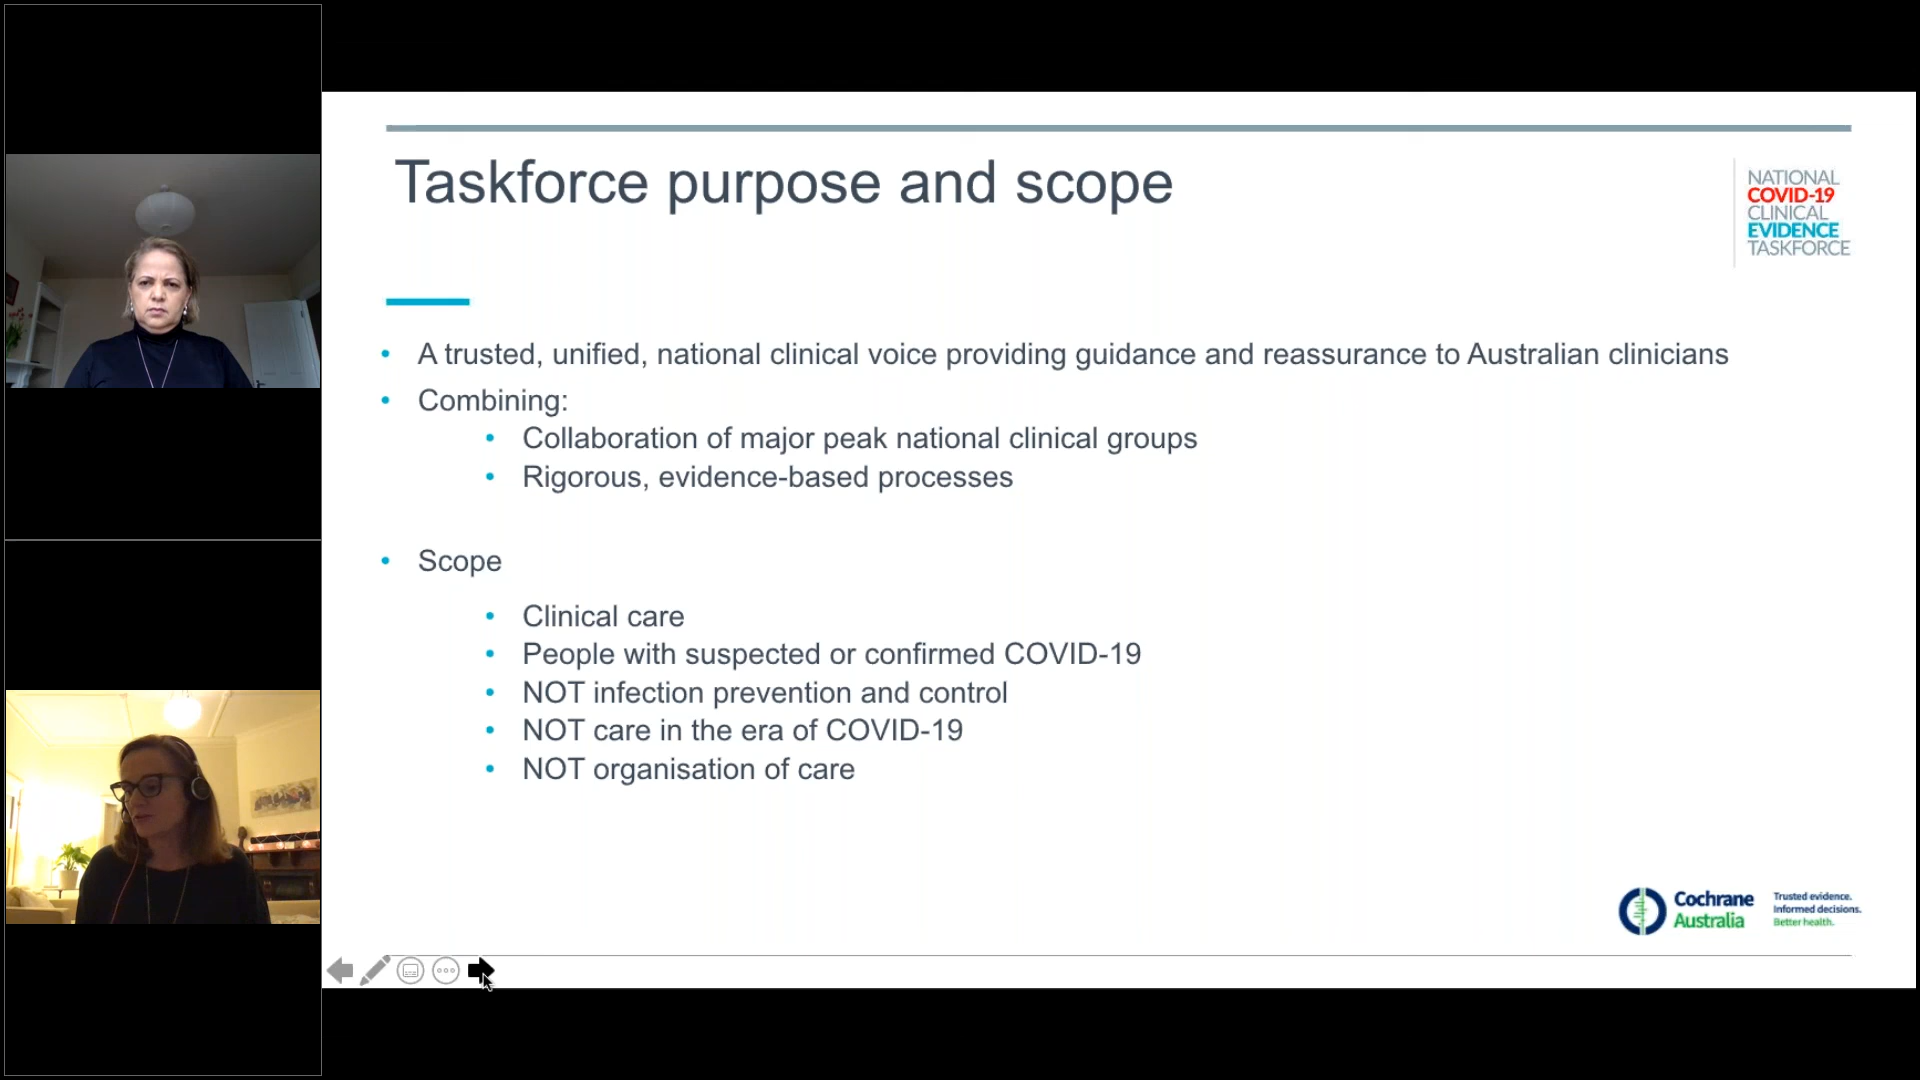 Taskforce purpose and scope
NATIONAL
COVID-19
CLINICAL
EVIDENCE
TASKFORCE
• A trusted, unified, national clinical voice providing guidance and reassurance to Australian clinicians
• Combining:
• Collaboration of major peak national clinical groups
• Rigorous, evidence-based processes
• Scope
• Clinical care
• People with suspected or confirmed COVID-19
• NOT infection prevention and control
• NOT care in the era of COVID-19
• NOT organisation of care
Cochrane
Australia
Trusted evidence.
Informed decisions.
Better health.